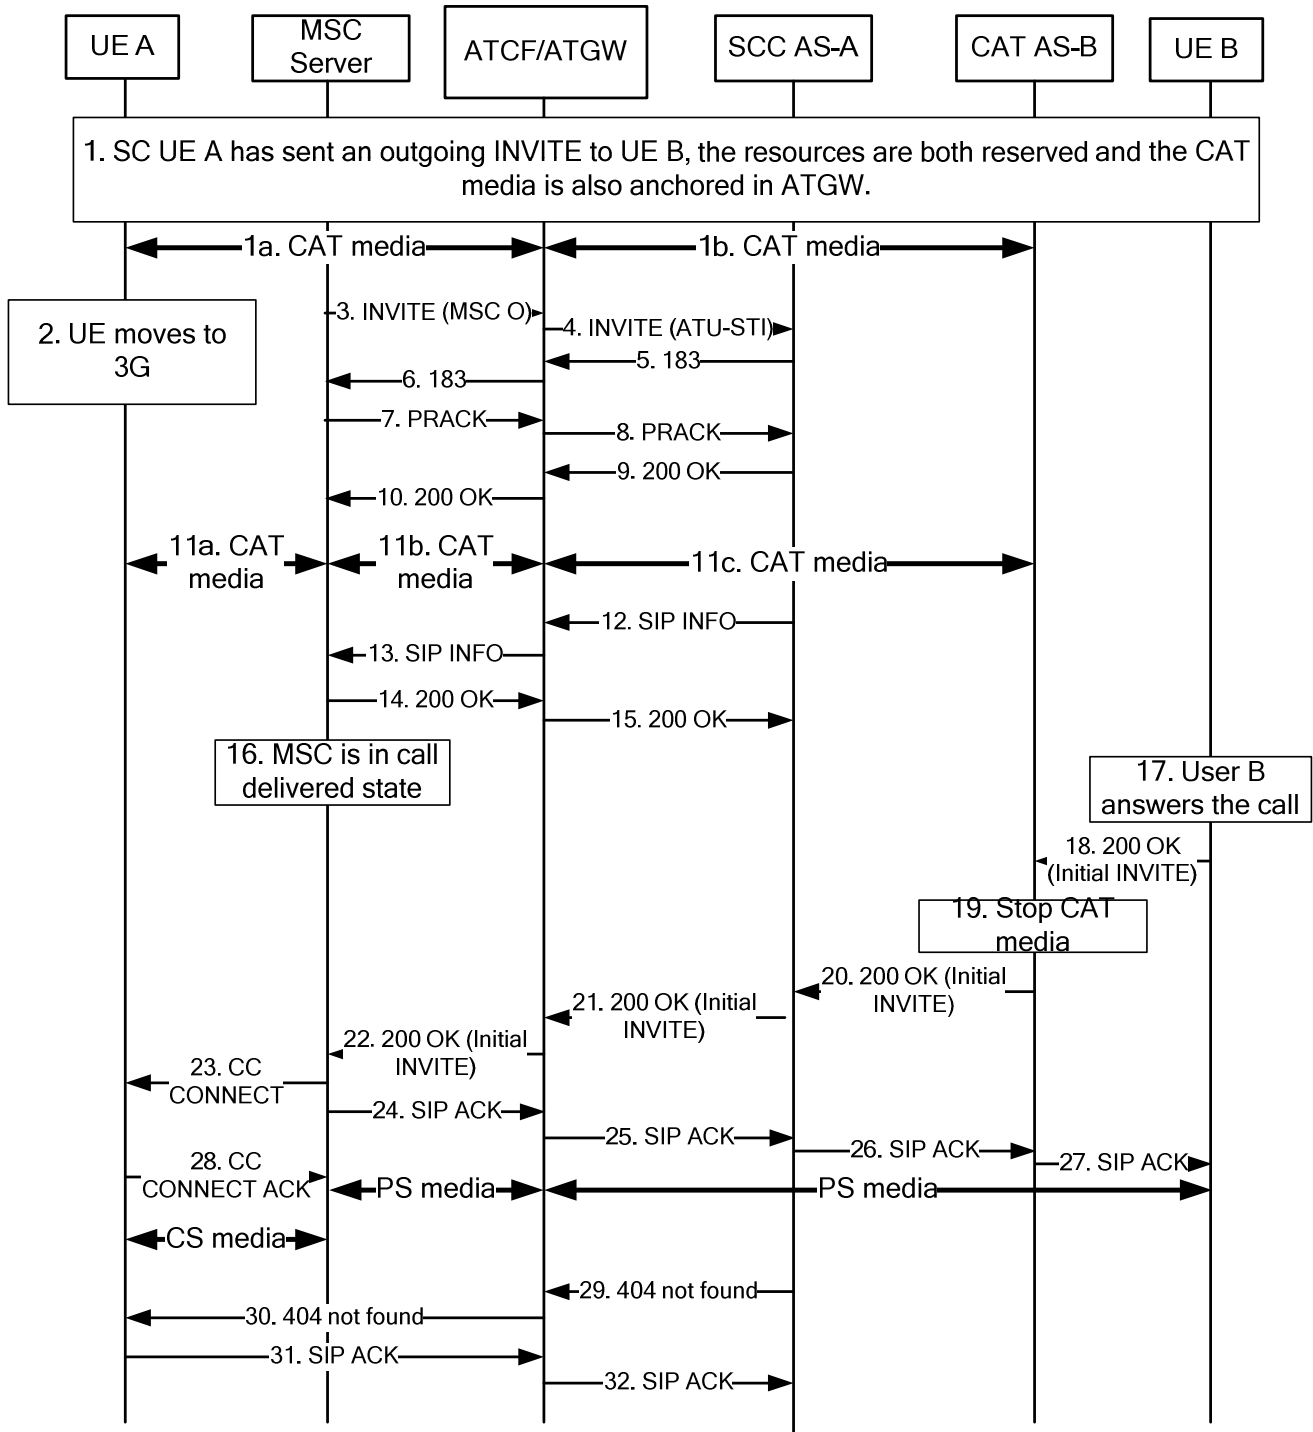 UE A
MSC
Server
ATCF/ATGW
SCC AS-A
CAT AS-B
UE B
1. SC UE A has sent an outgoing INVITE to UE B, the resources are both reserved and the CAT
media is also anchored in ATGW.
1a. CAT media
1b. CAT media
2. UE moves to
3G
3. INVITE (MSC O)
4. INVITE (ATU-STI)
5. 183
6. 183
7. PRACK
8. PRACK
9. 200 OK
10. 200 OK
11a. CAT
media
11b. CAT
media
11c. CAT media
12. SIP INFO
13. SIP INFO
14. 200 OK
15. 200 OK
16. MSC is in call
delivered state
17. User B
answers the call
18. 200 OK
(Initial INVITE)
19. Stop CAT
media
20. 200 OK (Initial
INVITE)
21. 200 OK (Initial
INVITE)
22. 200 OK (Initial
INVITE)
23. CC
CONNECT
24. SIP ACK
25. SIP ACK
26. SIP ACK
27. SIP ACK
28. CC
CONNECT ACK
PS media
PS media
CS media
29. 404 not found
30. 404 not found
31. SIP ACK
32. SIP ACK